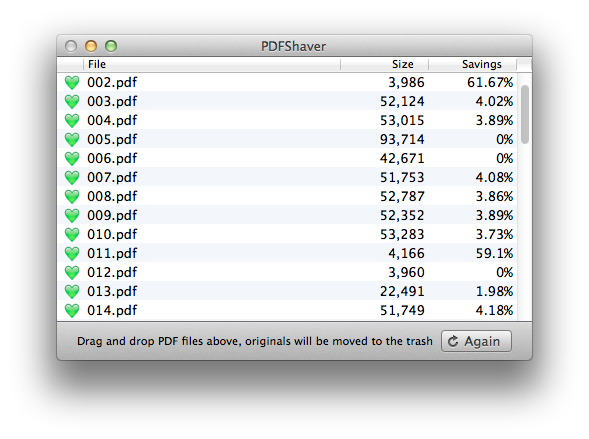 PDFShaver
File Size Savings
002.pdf 3,986 61.67%
003.pdf 52,124 4.02%
004.pdf 53,015 3.89%
005.pdf 93,714 0%
006.pdf 42,671 0%
007.pdf 51,753 4.08%
008.pdf 52,787 3.86%
009.pdf 52,352 3.89%
010.pdf 53,283 3.73%
011.pdf 4,166 59.1%
012.pdf 3,960 0%
013.pdf 22,491 1.98%
014.pdf 51,749 4.18%
Drag and drop PDF files above, originals will be moved to the trash Again